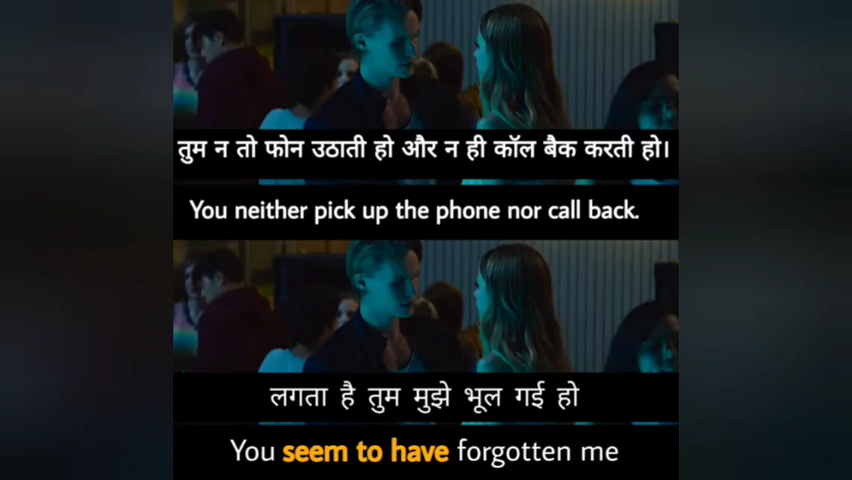 तुम न तो फोन उठाती हो और न ही कॉल बैक करती हो।
You neither pick up the phone nor call back.
लगता है तुम मुझे भूल गई हो
You seem to have forgotten me